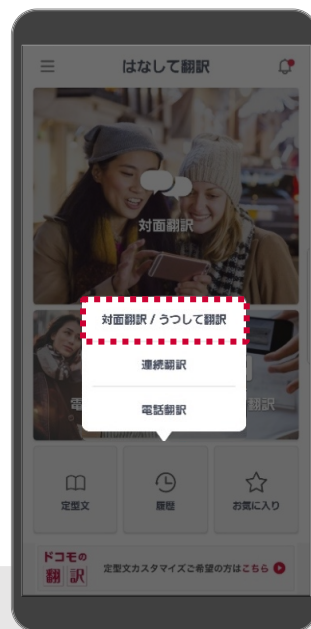 はなして翻訳
対面翻訳
対面翻訳 / うつして翻訳
連続翻訳
電話翻訳
電
翻訳
定型文
履歴
お気に入り
ドコモの
翻訳
定型文カスタマイズご希望の方はこちら